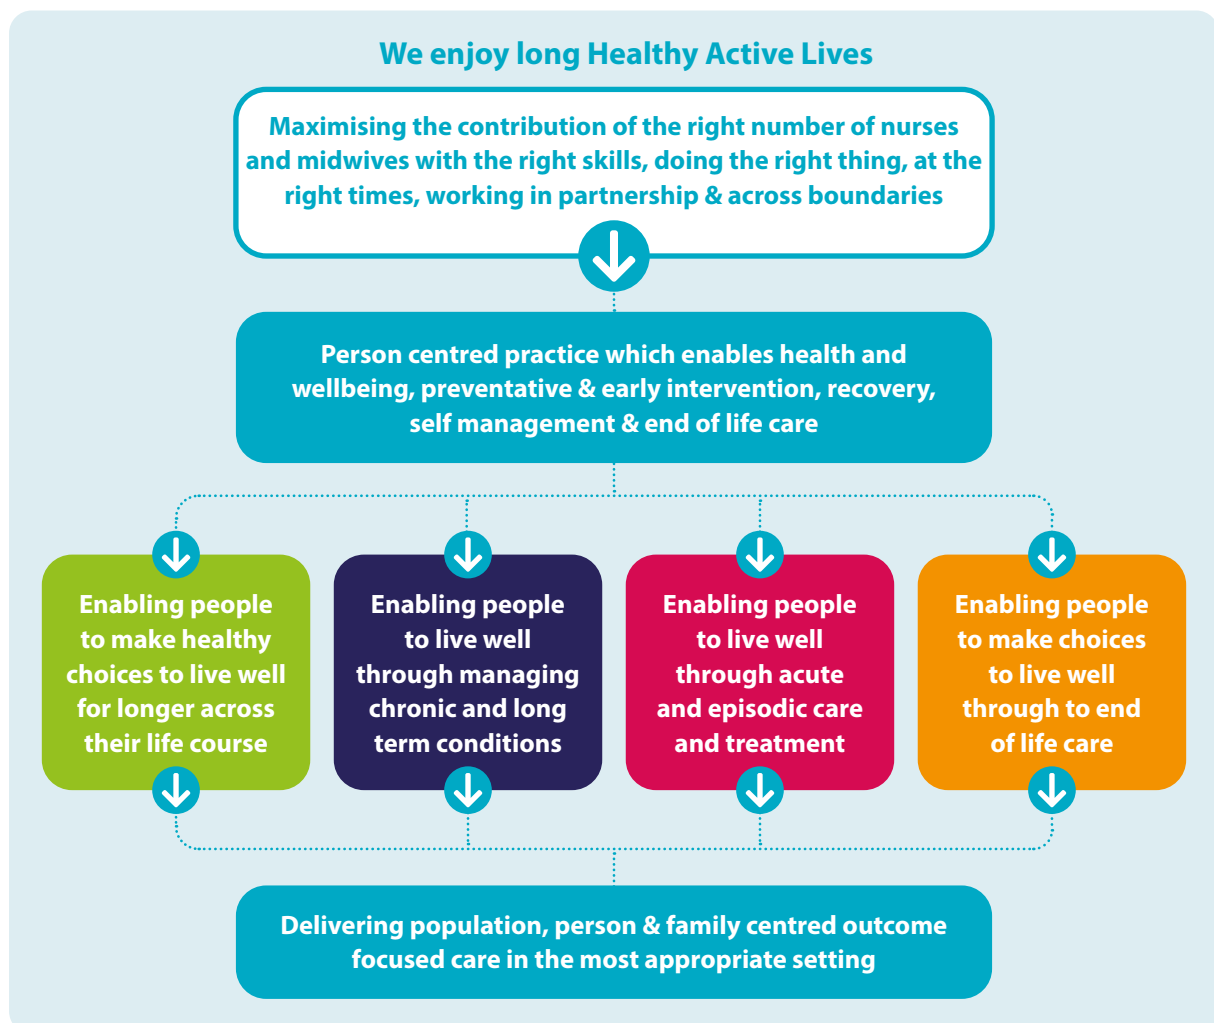 We enjoy long Healthy Active Lives
Maximising the contribution of the right number of nurses
and midwives with the right skills, doing the right thing, at the
right times, working in partnership & across boundaries
Person centred practice which enables health and
wellbeing, preventative & early intervention, recovery,
self management & end of life care
Enabling people
to make healthy
choices to live well
for longer across
their life course
Enabling people
to live well
through managing
chronic and long
term conditions
Enabling people
to live well
through acute
and episodic care
and treatment
Enabling people
to make choices
to live well
through to end
of life care
Delivering population, person & family centred outcome
focused care in the most appropriate setting